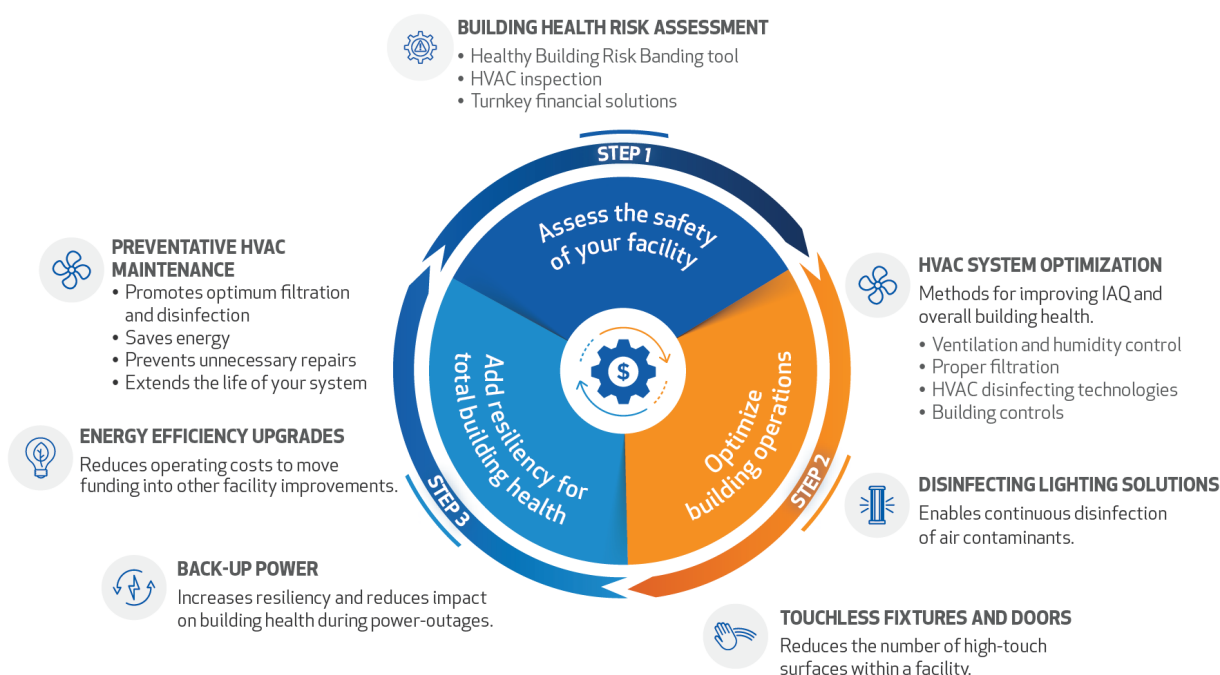 BUILDING HEALTH RISK ASSESSMENT
• Healthy Building Risk Banding tool
• HVAC inspection
• Turnkey financial solutions
STEP 1
Assess the safety
of your facility
HVAC SYSTEM OPTIMIZATION
Methods for improving IAQ and
overall building health.
• Ventilation and humidity control
• Proper filtration
• HVAC disinfecting technologies
• Building controls
STEP 2
Optimize
building operations
DISINFECTING LIGHTING SOLUTIONS
Enables continuous disinfection
of air contaminants.
TOUCHLESS FIXTURES AND DOORS
Reduces the number of high-touch
surfaces within a facility.
STEP 3
Add resiliency for
total building health
BACK-UP POWER
Increases resiliency and reduces impact
on building health during power-outages.
ENERGY EFFICIENCY UPGRADES
Reduces operating costs to move
funding into other facility improvements.
PREVENTATIVE HVAC
MAINTENANCE
• Promotes optimum filtration
and disinfection
• Saves energy
• Prevents unnecessary repairs
• Extends the life of your system
$